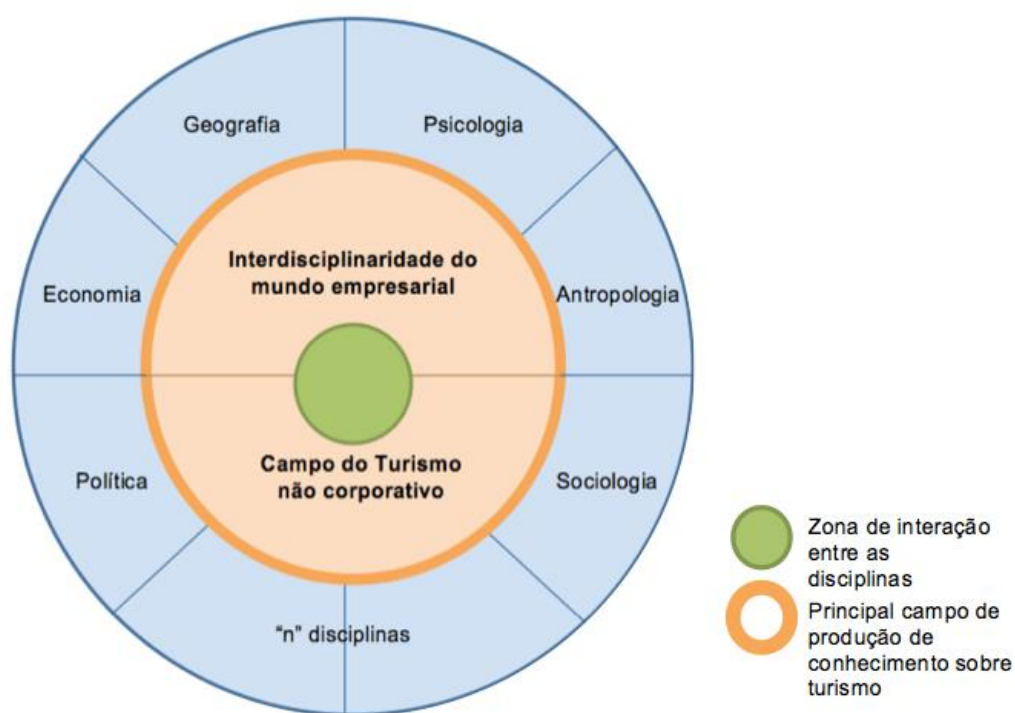 Geografia
Psicologia
Interdisciplinaridade do
mundo empresarial
Economia
Antropologia
Campo do Turismo
não corporativo
Política
Sociologia
“n” disciplinas
Zona de interação
entre as
disciplinas
Principal campo de
produção de
conhecimento sobre
turismo